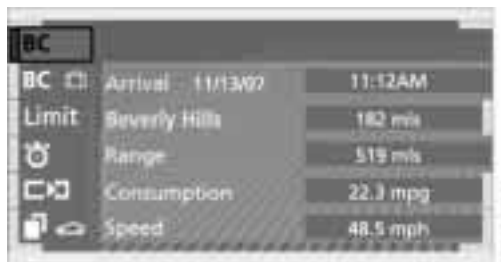 BC
BC
Arrival 11/13/07 11:12AM
Limit
Beverly Hills 182 mls
Range 519 mls
Consumption 22.3 mpg
Speed 48.5 mph